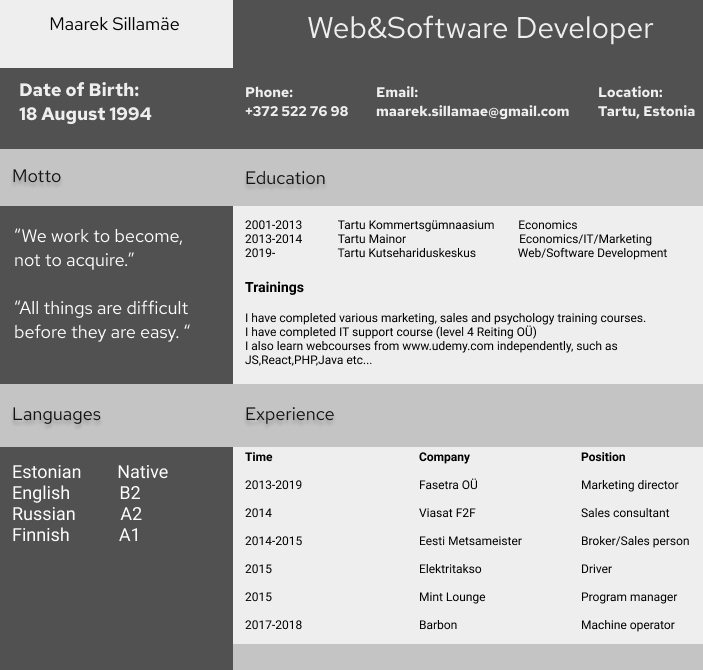 Maarek Sillamäe
Web&Software Developer
Date of Birth:
18 August 1994
Phone:
+372 522 76 98
Email:
maarek.sillamae@gmail.com
Location:
Tartu, Estonia
Motto
“We work to become,
not to acquire.”
“All things are difficult
before they are easy. “
Education
2001-2013 Tartu Kommertsgümnaasium Economics
2013-2014 Tartu Mainor Economics/IT/Marketing
2019- Tartu Kutsehariduskeskus Web/Software Development
Trainings
I have completed various marketing, sales and psychology training courses.
I have completed IT support course (level 4 Reiting OÜ)
I also learn webcourses from www.udemy.com independently, such as
JS,React,PHP,Java etc...
Languages
Estonian Native
English B2
Russian A2
Finnish A1
Experience
Time Company Position
2013-2019 Fasetra OÜ Marketing director
2014 Viasat F2F Sales consultant
2014-2015 Eesti Metsameister Broker/Sales person
2015 Elektritakso Driver
2015 Mint Lounge Program manager
2017-2018 Barbon Machine operator